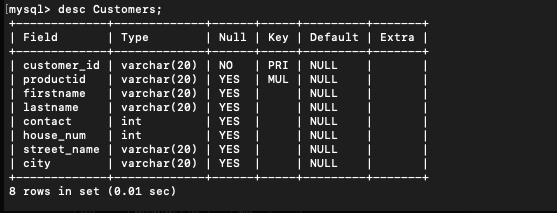 [mysql> desc Customers;
+--------------+-------------+------+-----+---------+-------+
| Field        | Type        | Null | Key | Default | Extra |
+--------------+-------------+------+-----+---------+-------+
| customer_id  | varchar(20) | NO   | PRI | NULL    |       |
| productid    | varchar(20) | YES  | MUL | NULL    |       |
| firstname    | varchar(20) | YES  |     | NULL    |       |
| lastname     | varchar(20) | YES  |     | NULL    |       |
| contact      | int         | YES  |     | NULL    |       |
| house_num    | int         | YES  |     | NULL    |       |
| street_name  | varchar(20) | YES  |     | NULL    |       |
| city         | varchar(20) | YES  |     | NULL    |       |
+--------------+-------------+------+-----+---------+-------+
8 rows in set (0.01 sec)